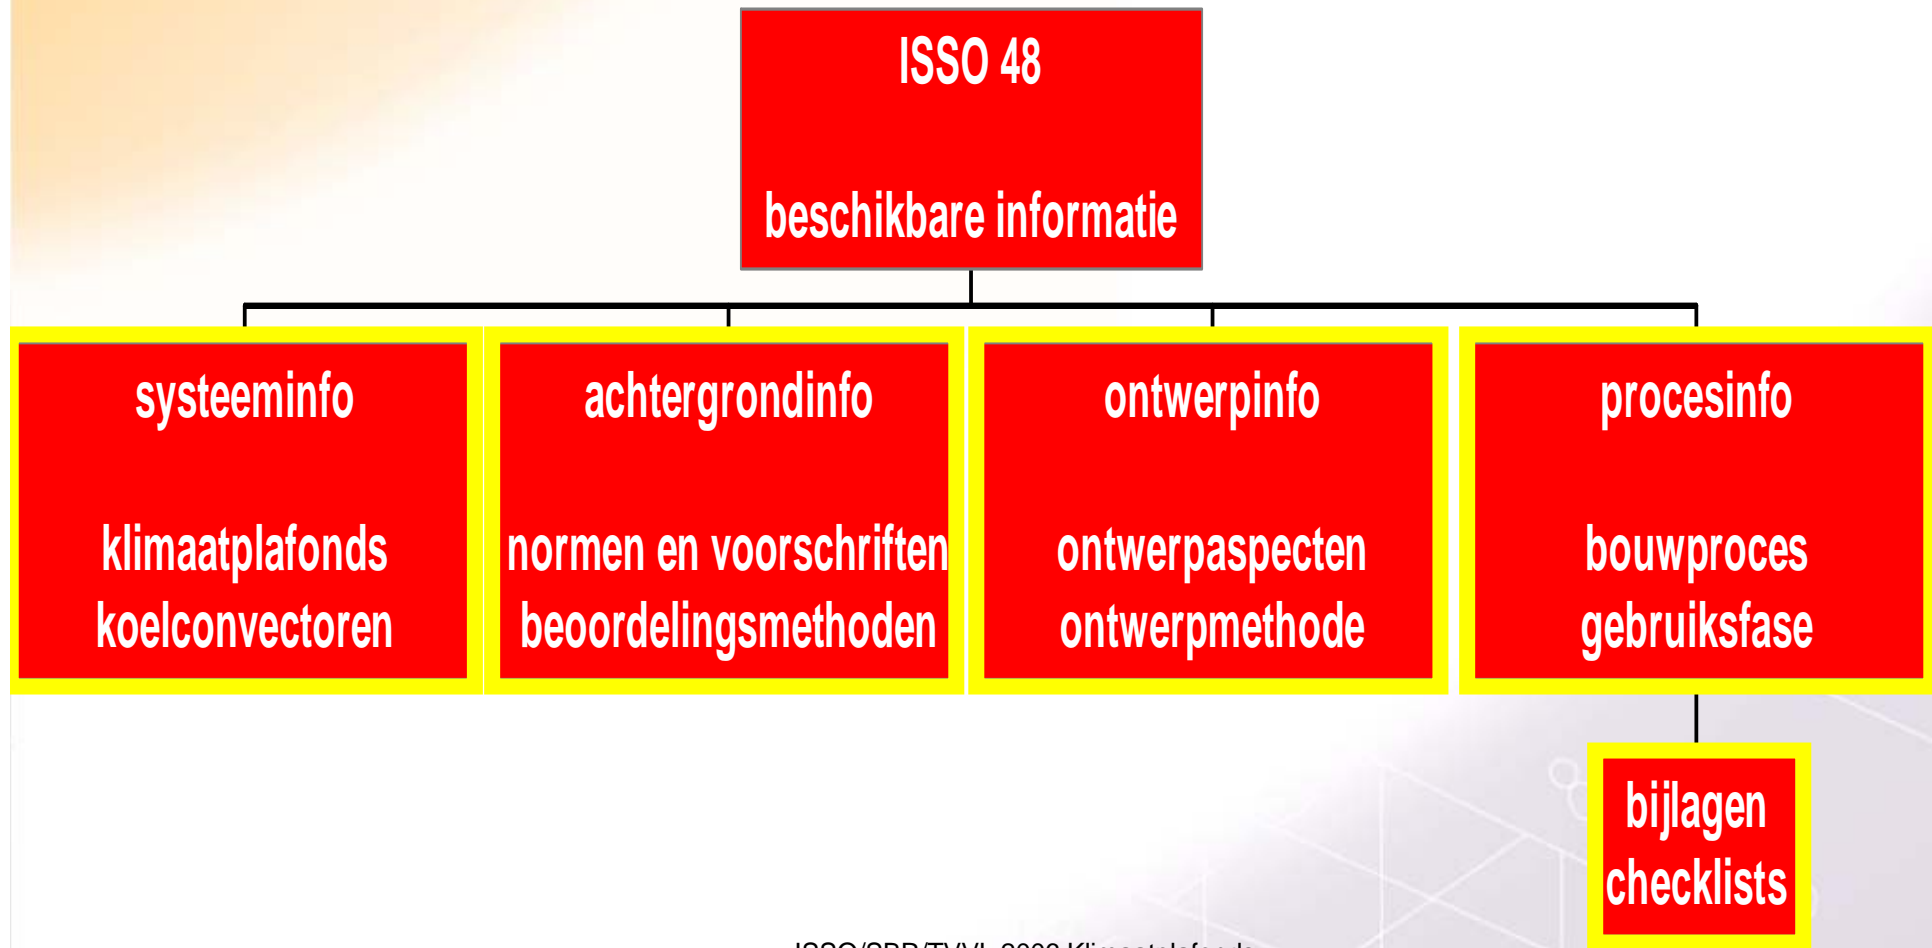 ISSO 48
beschikbare informatie
systeeminfo
klimaatplafonds
koelconvectoren
achtergrondinfo
normen en voorschriften
beoordelingsmethoden
ontwerpinfo
ontwerpaspecten
ontwerpmethode
procesinfo
bouwproces
gebruiksfase
bijlagen
checklists